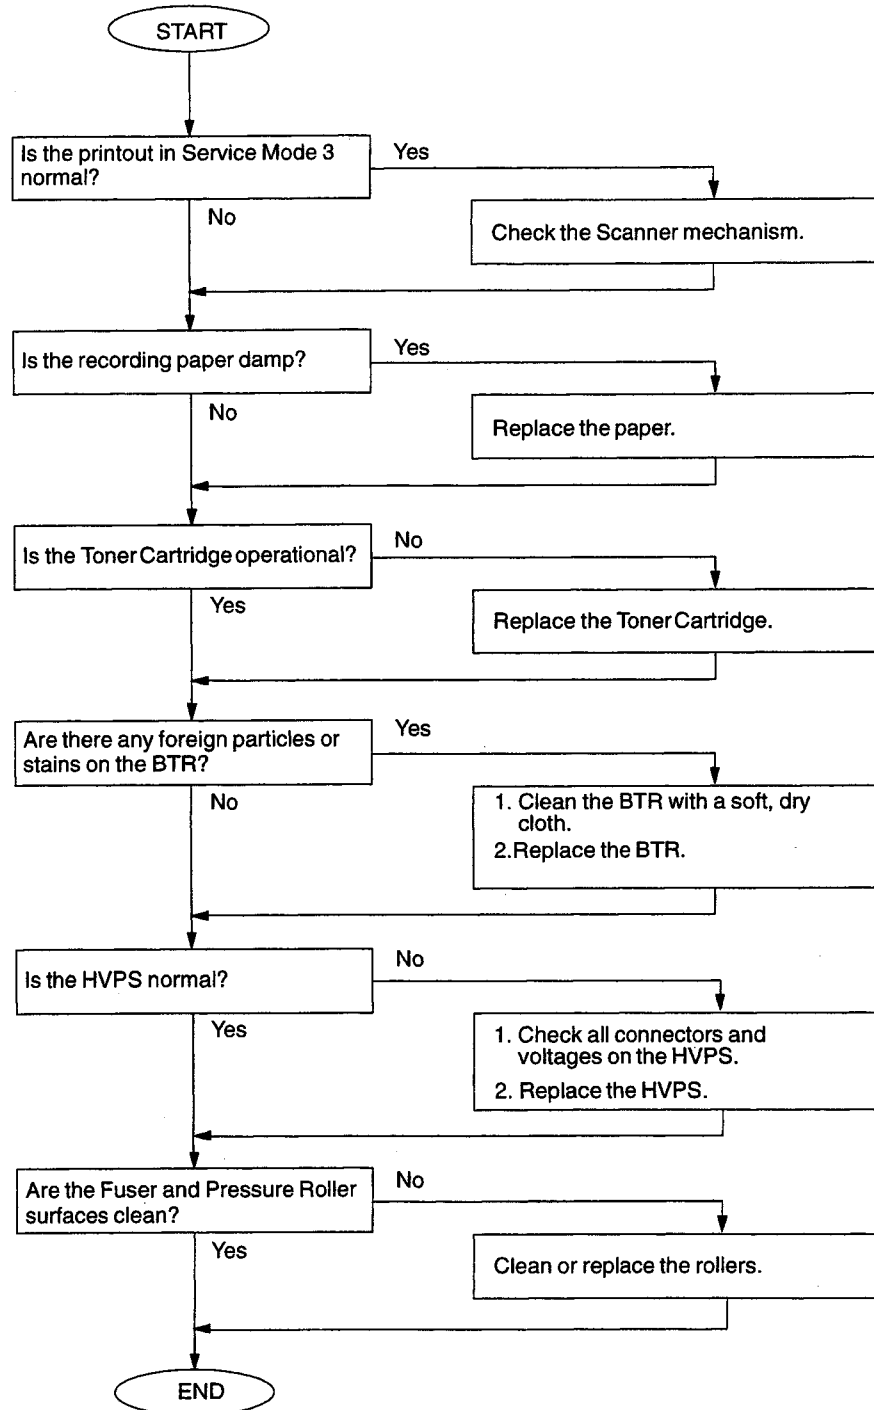 START
Is the printout in Service Mode 3
normal?
Yes
No
Check the Scanner mechanism.
Is the recording paper damp?
Yes
No
Replace the paper.
Is the Toner Cartridge operational?
No
Yes
Replace the Toner Cartridge.
Are there any foreign particles or
stains on the BTR?
Yes
No
1. Clean the BTR with a soft, dry
cloth.
2.Replace the BTR.
Is the HVPS normal?
No
Yes
1. Check all connectors and
voltages on the HVPS.
2. Replace the HVPS.
Are the Fuser and Pressure Roller
surfaces clean?
No
Yes
Clean or replace the rollers.
END